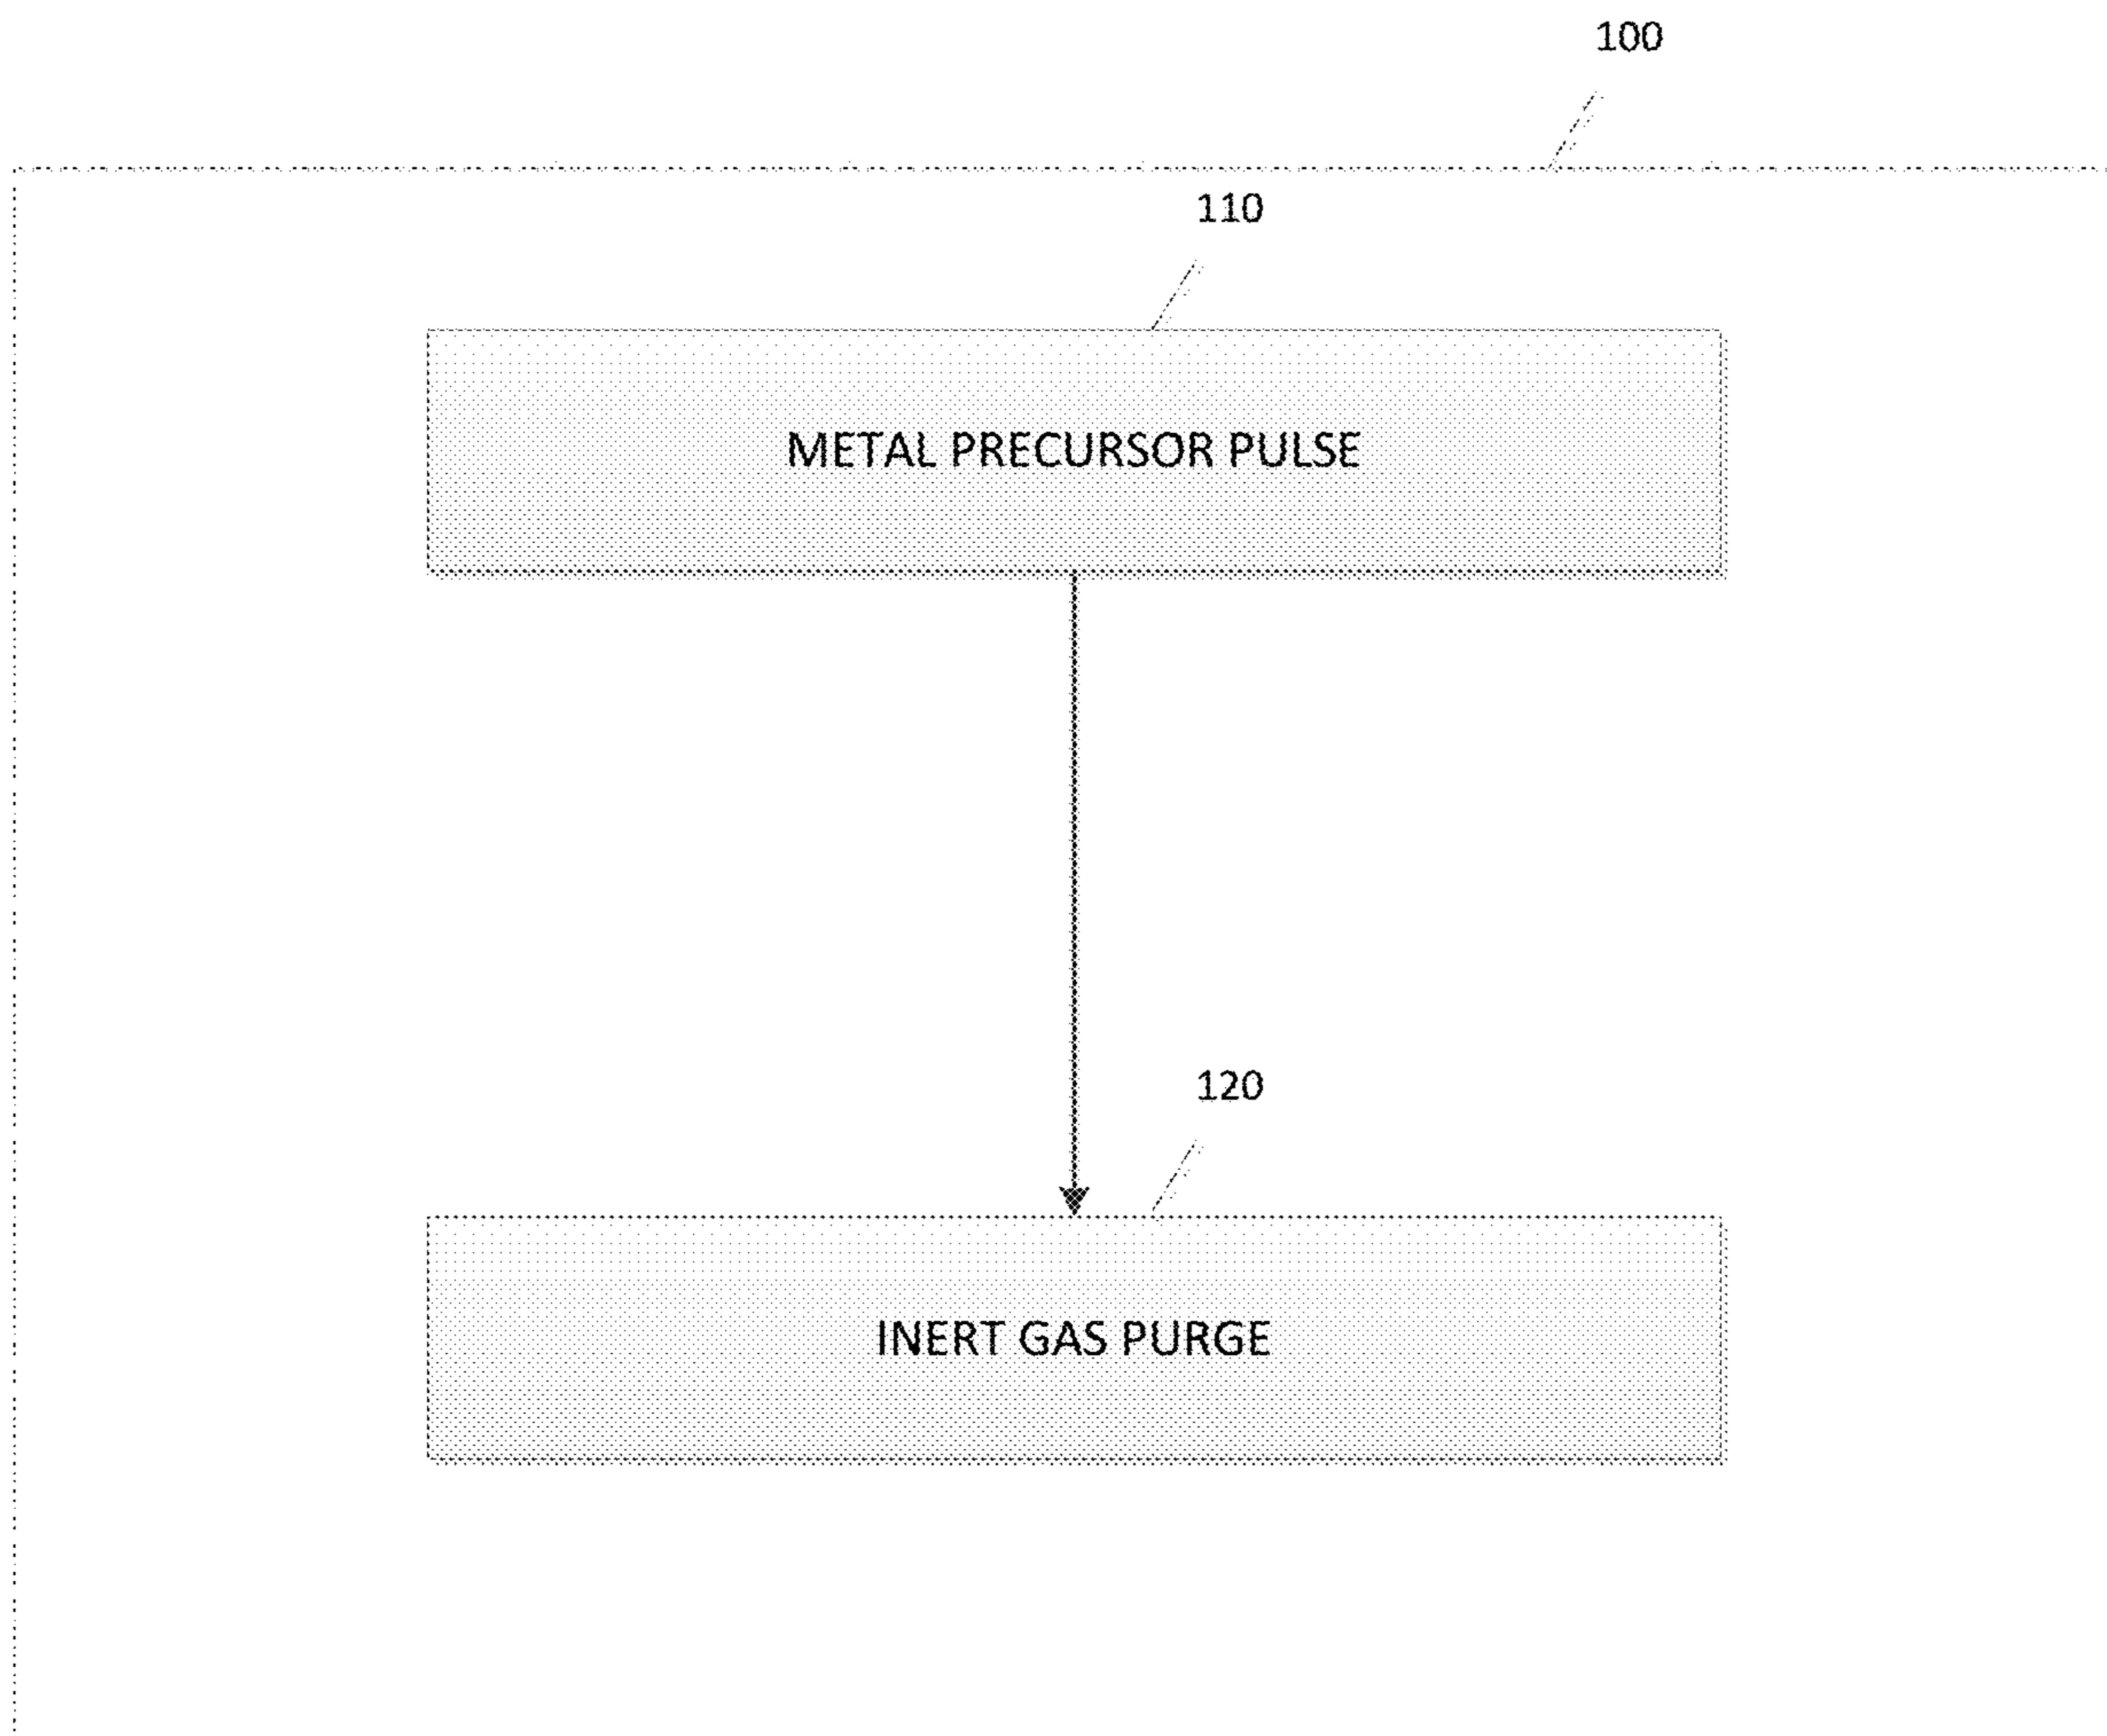 100
110
METAL PRECURSOR PULSE
120
INERT GAS PURGE